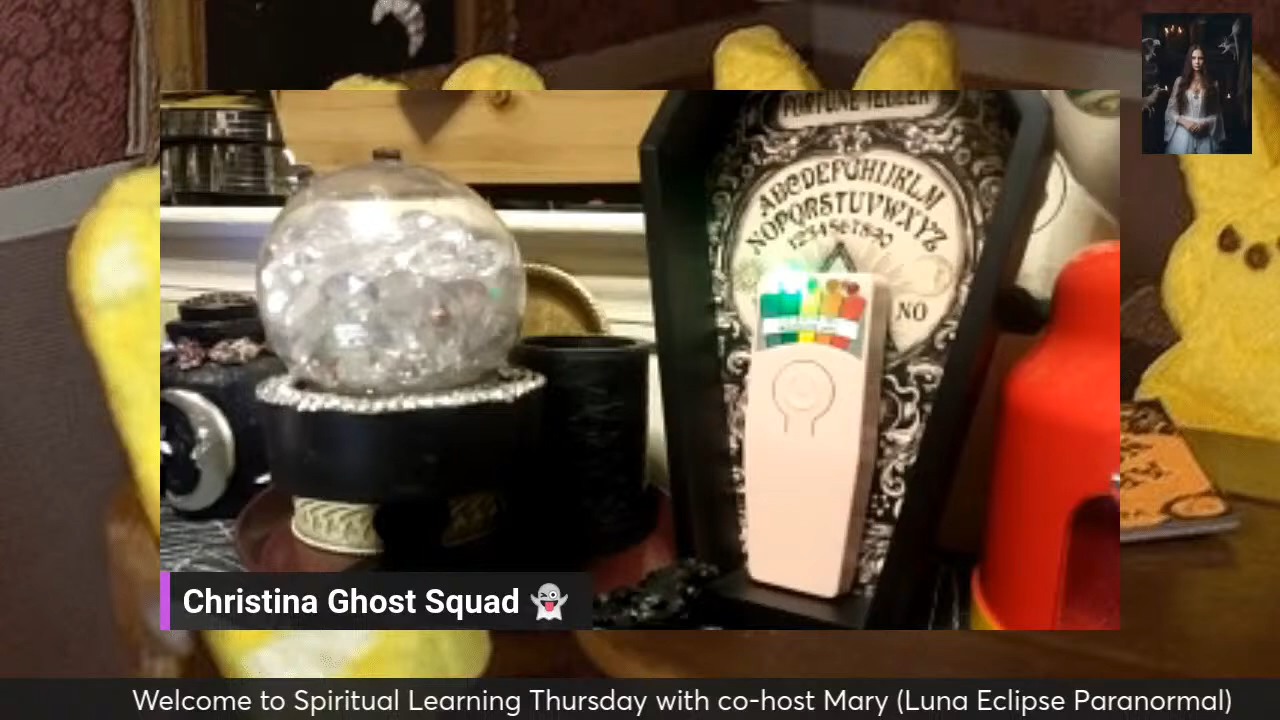 FORTUNE TELLER
ABCDEFGHIJKLM
NOPQRSTUVWXYZ
1234567890
NO
Christina Ghost Squad 👻
Welcome to Spiritual Learning Thursday with co-host Mary (Luna Eclipse Paranormal)